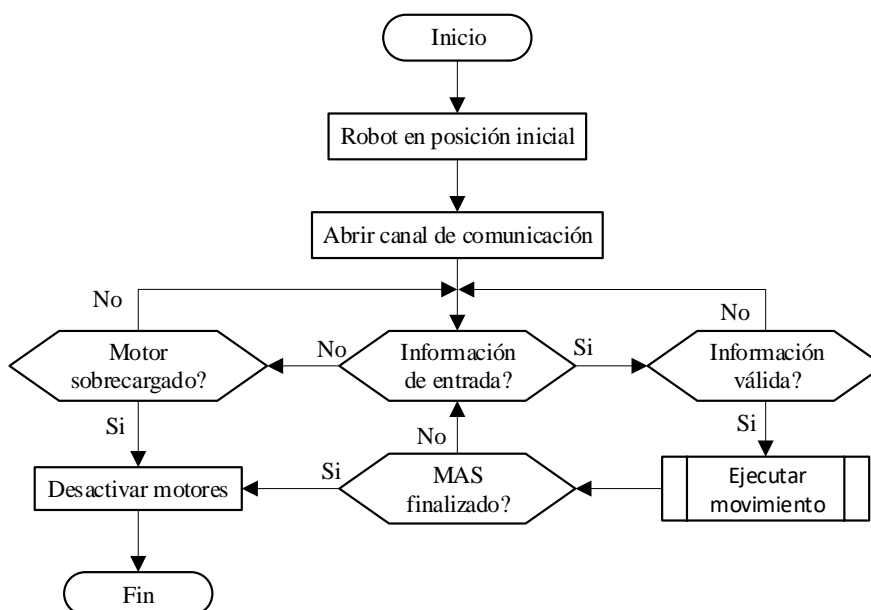 Inicio
Robot en posición inicial
Abrir canal de comunicación
No
No
Motor
sobrecargado?
No
Información
de entrada?
Si
Información
válida?
Si
No
Si
Desactivar motores
Si
MAS
finalizado?
Ejecutar
movimiento
Fin